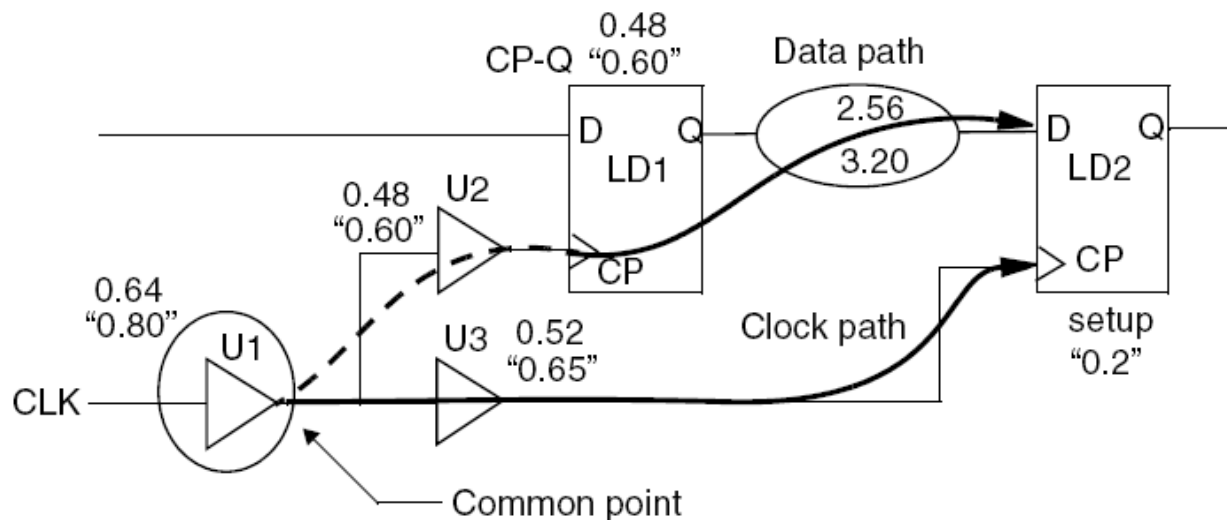 0.48
CP-Q “0.60”
Data path
D
Q
LD1
CP
2.56
3.20
D
Q
LD2
CP
setup
“0.2”
0.48
“0.60”
U2
0.64
“0.80”
U1
U3
0.52
“0.65”
Clock path
CLK
Common point